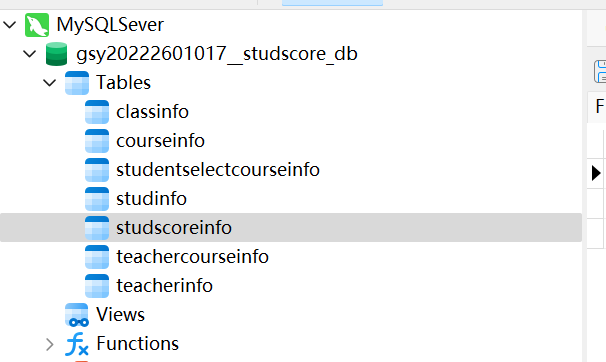 MySQLSever
gsy20222601017__studscore_db
Tables
classinfo
courseinfo
studentselectcourseinfo
studinfo
studscoreinfo
teachercourseinfo
teacherinfo
Views
Functions
F